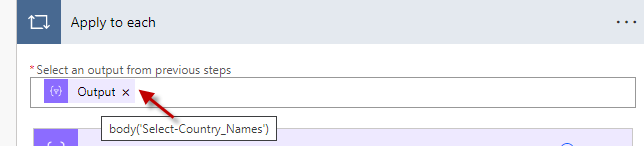 Apply to each
* Select an output from previous steps
Output ×
body('Select-Country_Names')